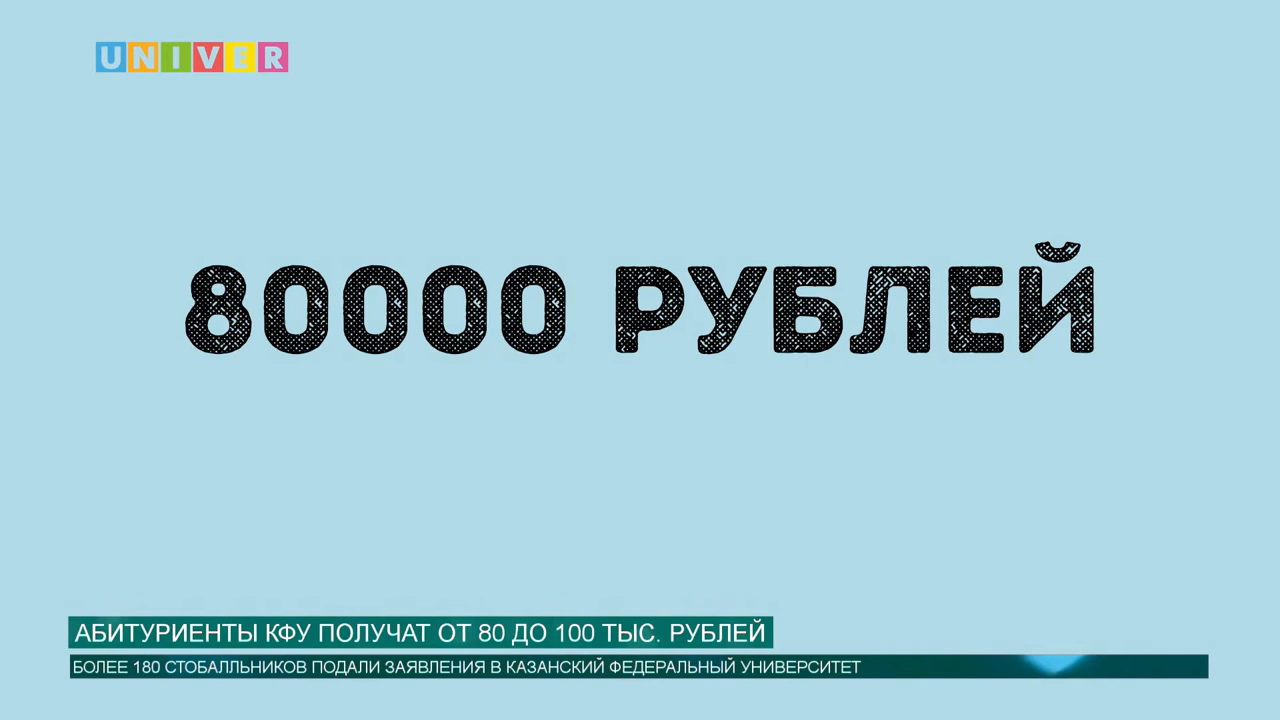 UNIVER
80000 РУБЛЕЙ
АБИТУРИЕНТЫ КФУ ПОЛУЧАТ ОТ 80 ДО 100 ТЫС. РУБЛЕЙ
БОЛЕЕ 180 СТОБАЛЛЬНИКОВ ПОДАЛИ ЗАЯВЛЕНИЯ В КАЗАНСКИЙ ФЕДЕРАЛЬНЫЙ УНИВЕРСИТЕТ